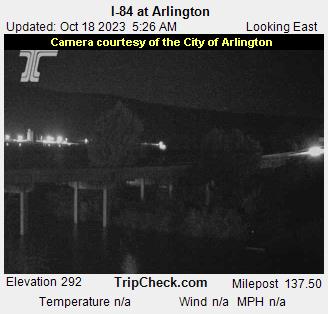 I-84 at Arlington
Updated: Oct 18 2023 5:26 AM Looking East
Camera courtesy of the City of Arlington
Elevation 292 TripCheck.com Milepost 137.50
Temperature n/a Wind n/a MPH n/a